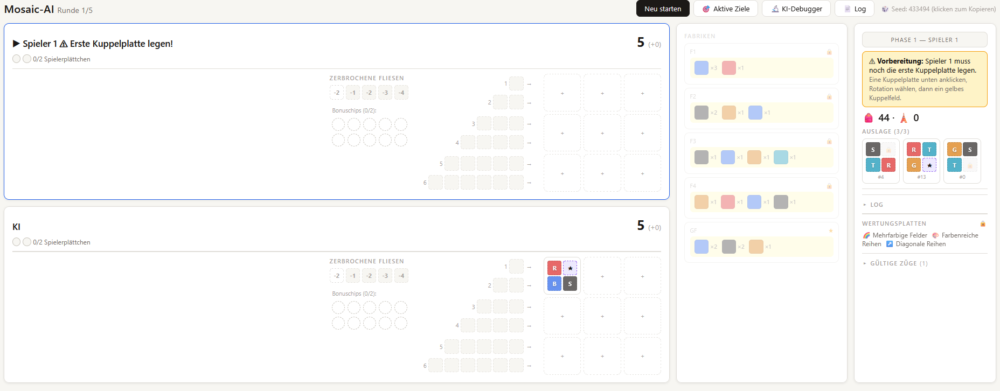 Mosaic-AI Runde 1/5
Neu starten
🎯 Aktive Ziele
🔬 KI-Debugger
📄 Log
🎲 Seed: 433494 (klicken zum Kopieren)
▶ Spieler 1 ⚠ Erste Kuppelplatte legen!
5 (+0)
0/2 Spielerplättchen
ZERBROCHENE FLIESEN
-2 -1 -2 -3 -4
Bonuschips (0/2):
1 →
2 →
3 →
4 →
5 →
6 →
+ + +
+ + +
+ + +
KI
5 (+0)
0/2 Spielerplättchen
ZERBROCHENE FLIESEN
-2 -1 -2 -3 -4
Bonuschips (0/2):
1 →
2 →
3 →
4 →
5 →
6 →
R ★
B S
+ +
+ + +
+ + +
FABRIKEN
F1
×3 ×1
F2
×2 ×1 ×1
F3
×1 ×1 ×1 ×1
F4
×1 ×1 ×1 ×1
GF ★
×2 ×2 ×1
PHASE 1 — SPIELER 1
⚠ Vorbereitung: Spieler 1 muss
noch die erste Kuppelplatte legen.
Eine Kuppelplatte unten anklicken,
Rotation wählen, dann ein gelbes
Kuppelfeld.
44 · 0
AUSLAGE (3/3)
S
T R
#4
R T
G ★
#13
G S
T
#0
▸ LOG
WERTUNGSPLATTEN
🌈 Mehrfarbige Felder 🎨 Farbenreiche
Reihen ↗ Diagonale Reihen
▸ GÜLTIGE ZÜGE (1)